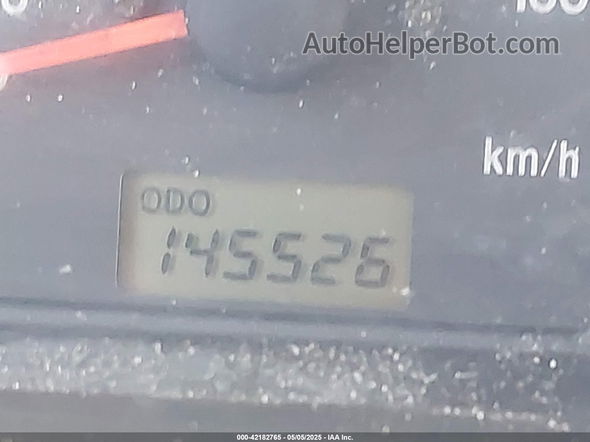 AutoHelperBot.com
km/h
ODO
145526
000-42182765 - 05/05/2025 - IAA Inc.